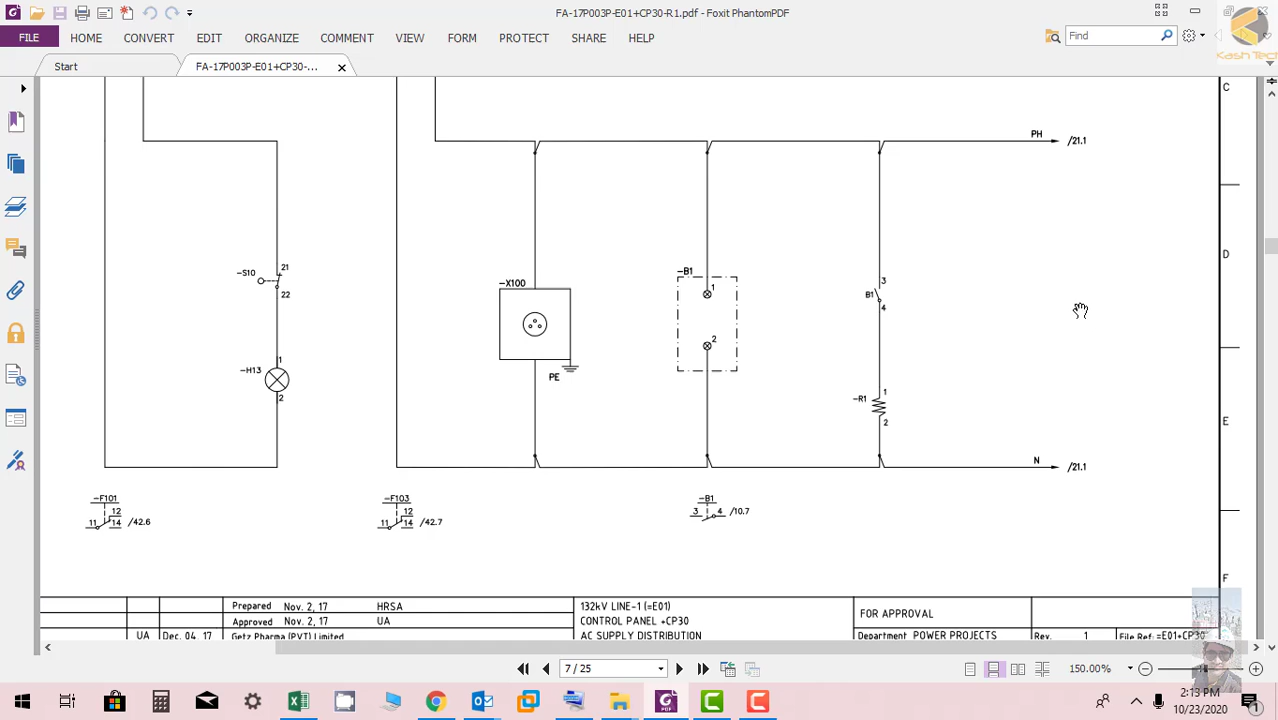 FA-17P003P-E01+CP30-R1.pdf - Foxit PhantomPDF
FILE HOME CONVERT EDIT ORGANIZE COMMENT VIEW FORM PROTECT SHARE HELP
Find
Kash Tech
Start
FA-17P003P-E01+CP30-...
C
PH
/21.1
D
-S10
21
22
-H13
1
2
-X100
PE
-B1
1
2
B1
3
4
-R1
1
2
E
N
/21.1
-F101
12
11 14 /42.6
-F103
12
11 14 /42.7
-B1
3 4 /10.7
F
Prepared Nov. 2, 17 HRSA
Approved Nov. 2, 17 UA
UA Dec. 04, 17 Getz Pharma (PVT) Limited
132kV LINE-1 (=E01)
CONTROL PANEL +CP30
AC SUPPLY DISTRIBUTION
FOR APPROVAL
Department POWER PROJECTS Rev. 1 File Ref: =E01+CP30
7 / 25
150.00%
2:13 PM
10/23/2020